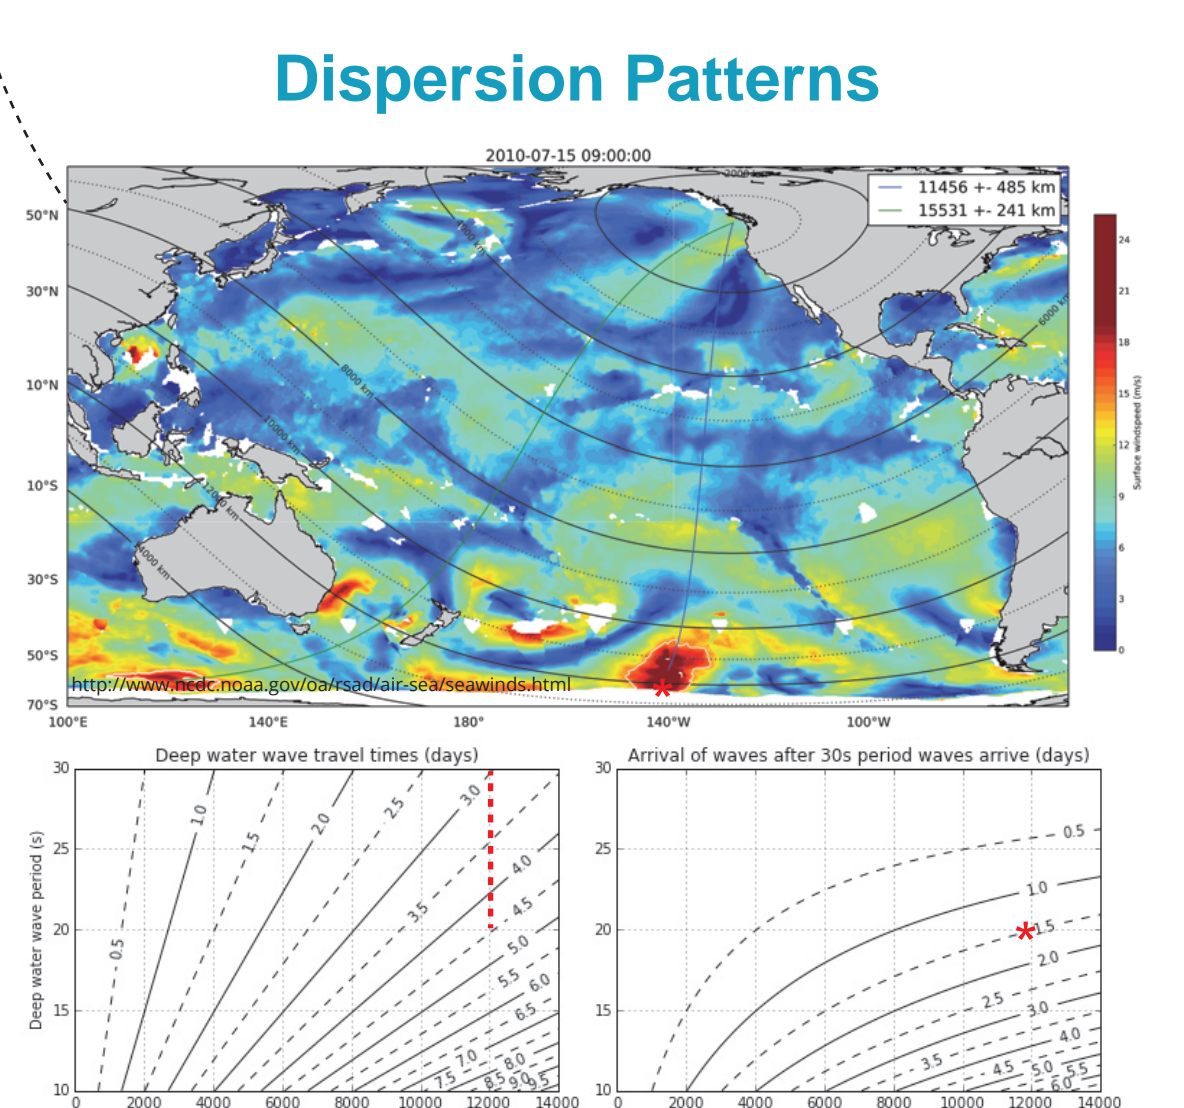 Dispersion Patterns
2010-07-15 09:00:00
11456 +- 485 km
15531 +- 241 km
2000 km
6000 km
8000 km
10000 km
12000 km
14000 km
50°N
30°N
10°N
10°S
30°S
50°S
70°S
100°E
140°E
180°
140°W
100°W
http://www.ncdc.noaa.gov/oa/rsad/air-sea/seawinds.html
*
24
21
18
15
12
9
6
3
0
Surface windspeed (m/s)
Deep water wave travel times (days)
Deep water wave period (s)
30
25
20
15
10
0.5
1.0
1.5
2.0
2.5
3.0
3.5
4.0
4.5
5.0
5.5
6.0
6.5
7.0
7.5
8.0
8.5
9.0
9.5
0
2000
4000
6000
8000
10000
12000
14000
Arrival of waves after 30s period waves arrive (days)
30
25
20
15
10
0.5
1.0
*
1.5
2.0
2.5
3.0
3.5
4.0
4.5
5.0
5.5
6.0
0
2000
4000
6000
8000
10000
12000
14000